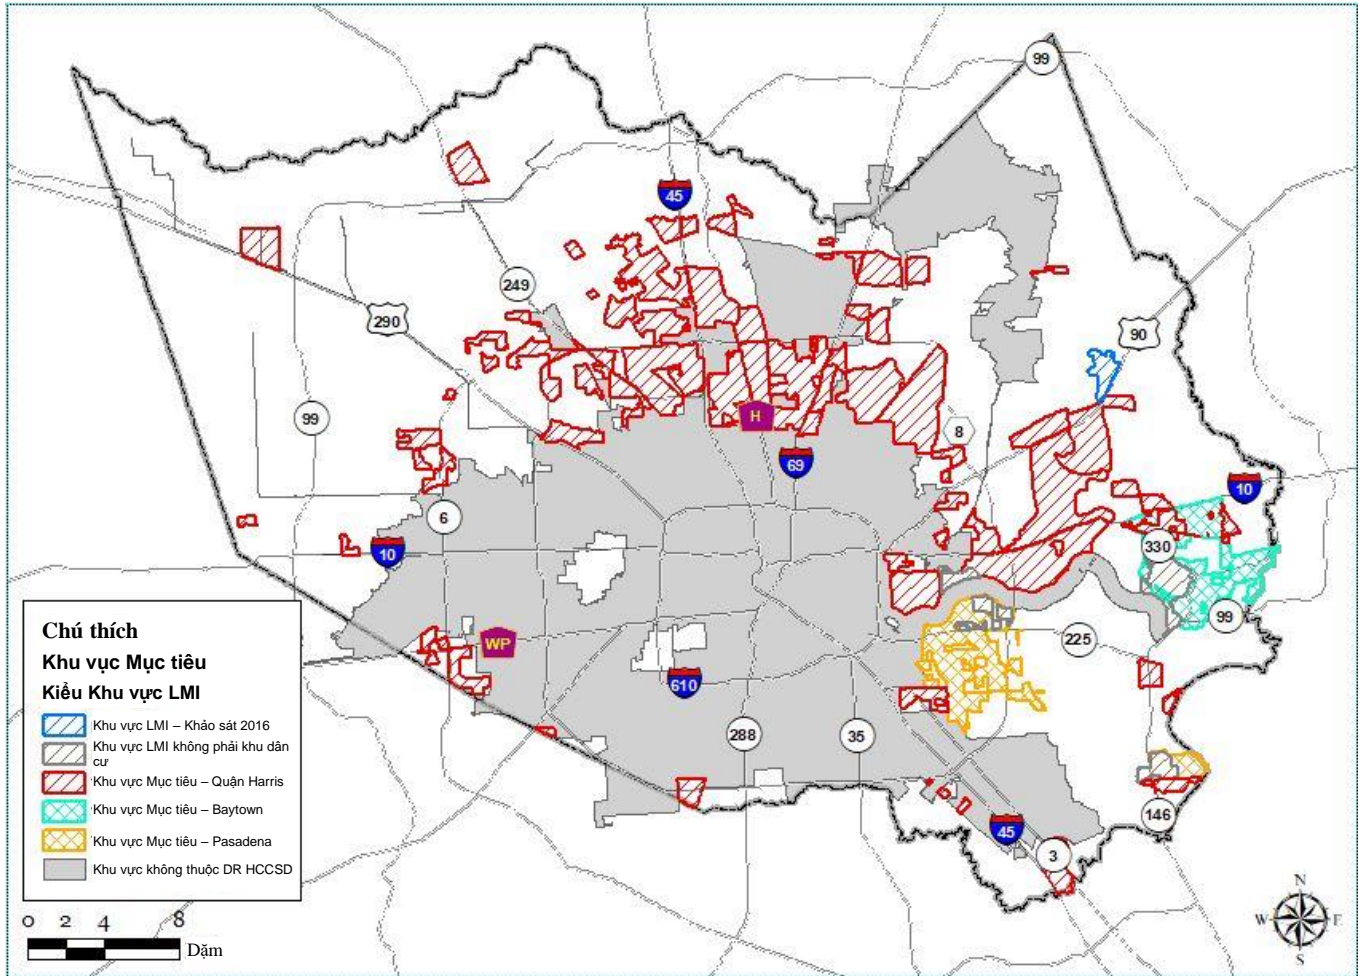 99
45
249
290
90
99
H
8
69
10
6
330
10
99
Chú thích
Khu vực Mục tiêu
Kiểu Khu vực LMI
Khu vực LMI – Khảo sát 2016
Khu vực LMI không phải khu dân
cư
Khu vực Mục tiêu – Quận Harris
Khu vực Mục tiêu – Baytown
Khu vực Mục tiêu – Pasadena
Khu vực không thuộc DR HCCSD
WP
225
610
288
35
146
45
3
0 2 4 8
Dặm
N
W E
S